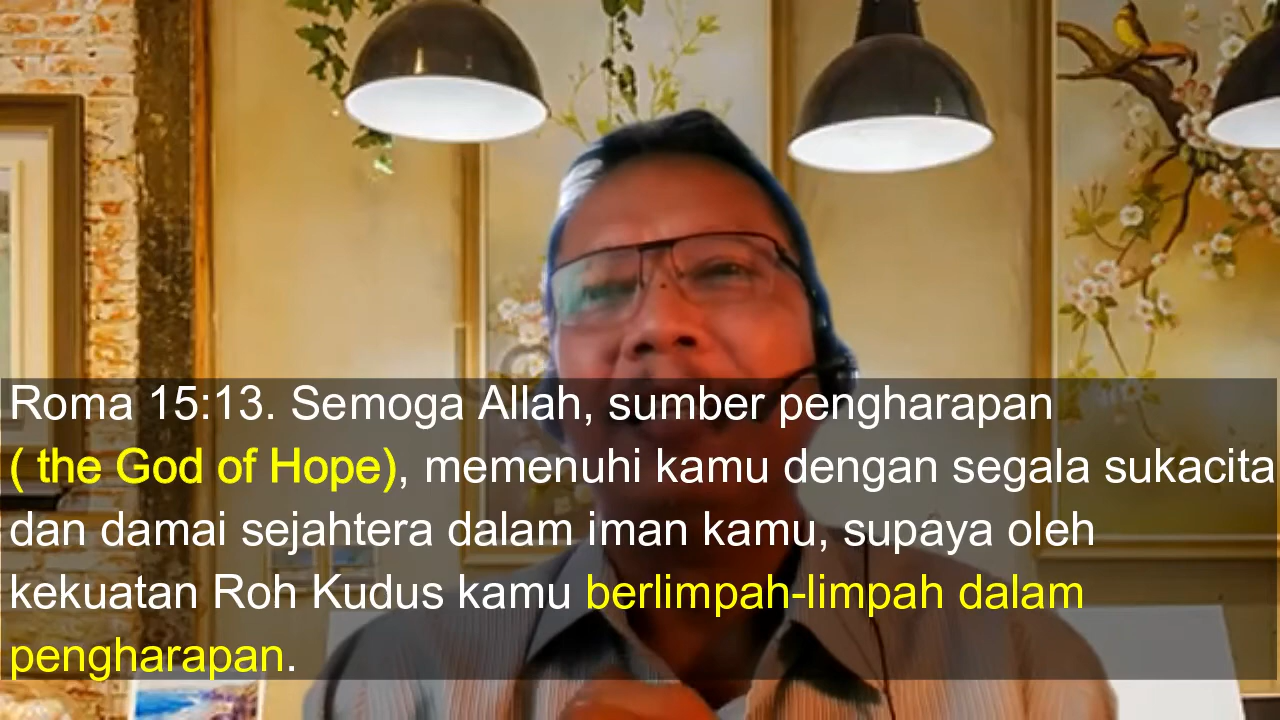 Roma 15:13. Semoga Allah, sumber pengharapan
( the God of Hope), memenuhi kamu dengan segala sukacita
dan damai sejahtera dalam iman kamu, supaya oleh
kekuatan Roh Kudus kamu berlimpah-limpah dalam
pengharapan.